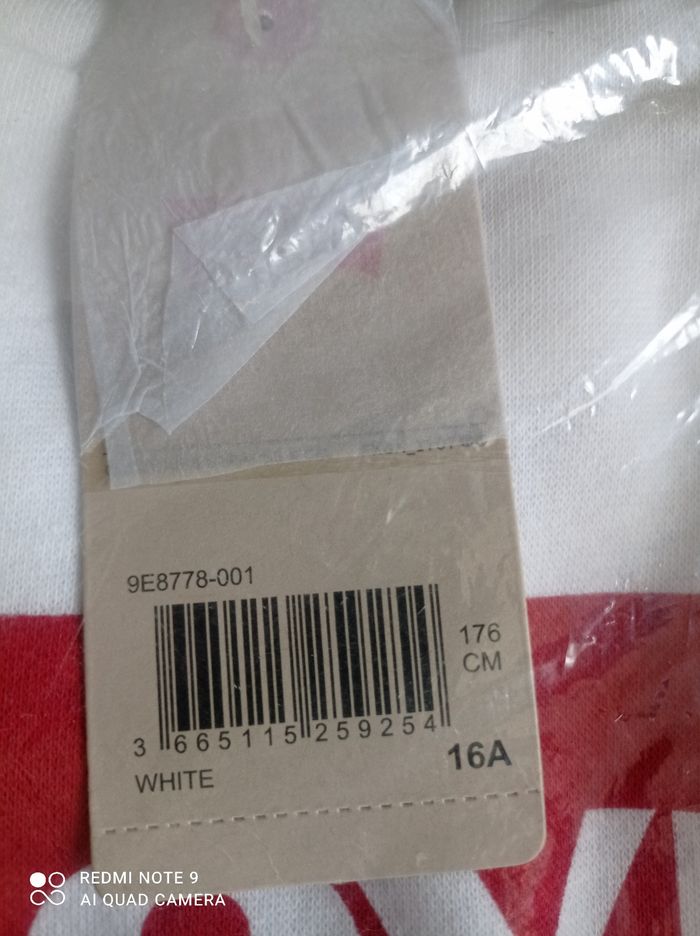 9E8778-001
176
CM
3 665115 259254
16A
WHITE
REDMI NOTE 9
AI QUAD CAMERA